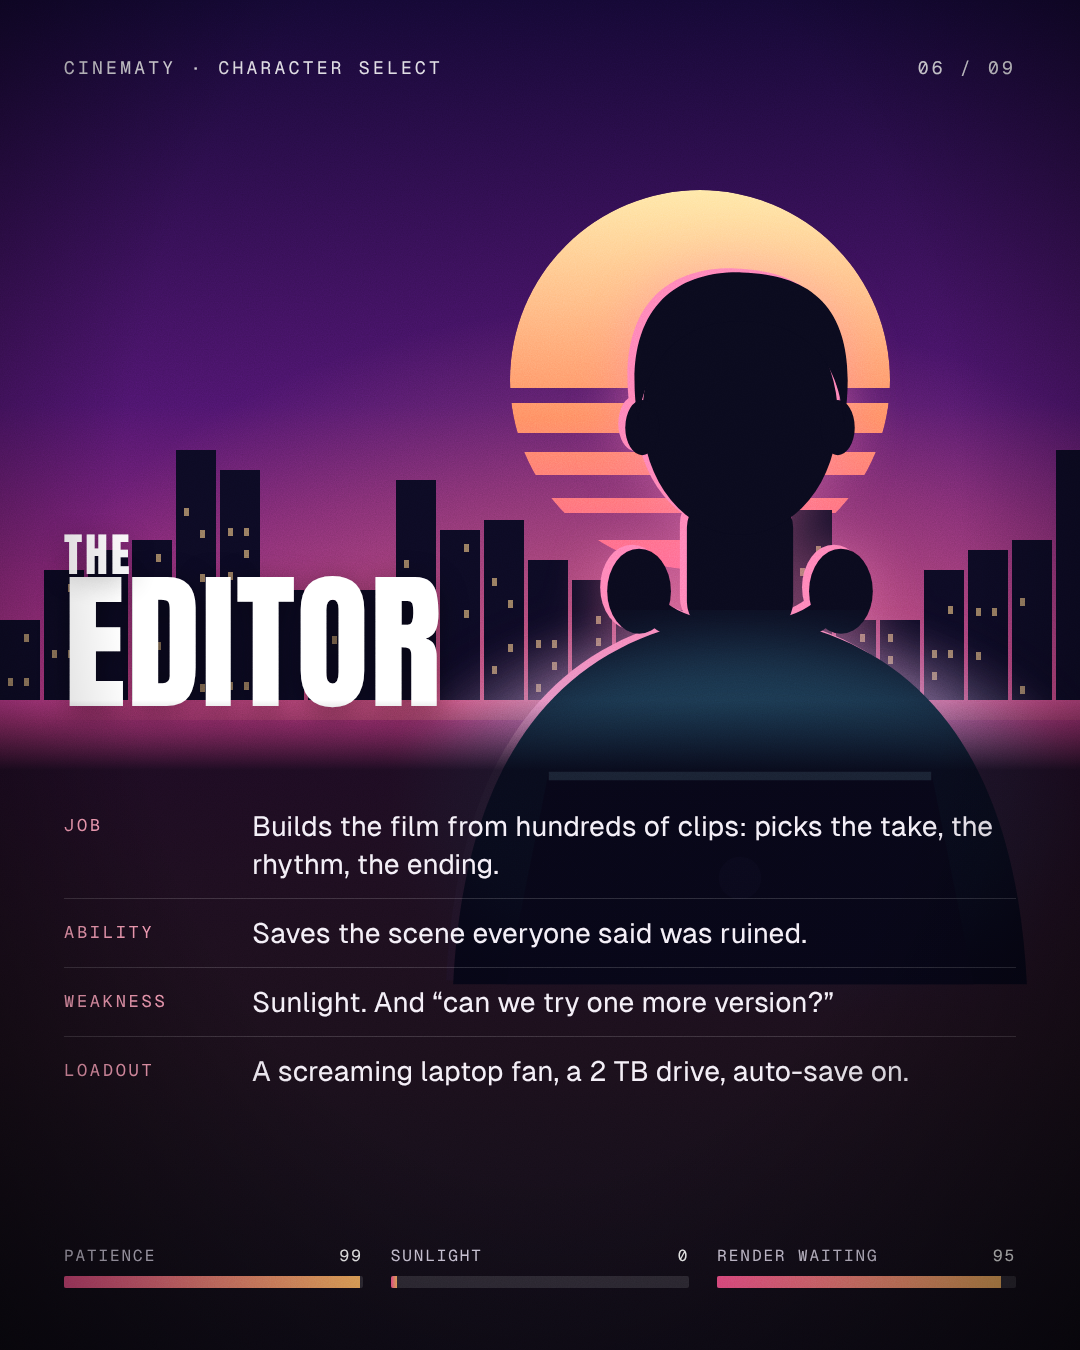 CINEMATY · CHARACTER SELECT
06 / 09
THE
EDITOR
JOB
Builds the film from hundreds of clips: picks the take, the
rhythm, the ending.
ABILITY
Saves the scene everyone said was ruined.
WEAKNESS
Sunlight. And “can we try one more version?”
LOADOUT
A screaming laptop fan, a 2 TB drive, auto-save on.
PATIENCE 99
SUNLIGHT 0
RENDER WAITING 95